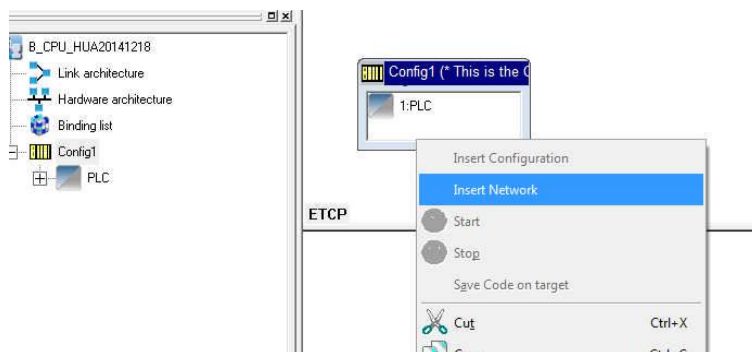 B_CPU_HUA20141218
Link architecture
Hardware architecture
Binding list
Config1
PLC
Config1 (* This is the
1:PLC
ETCP
Insert Configuration
Insert Network
Start
Stop
Save Code on target
Cut Ctrl+X